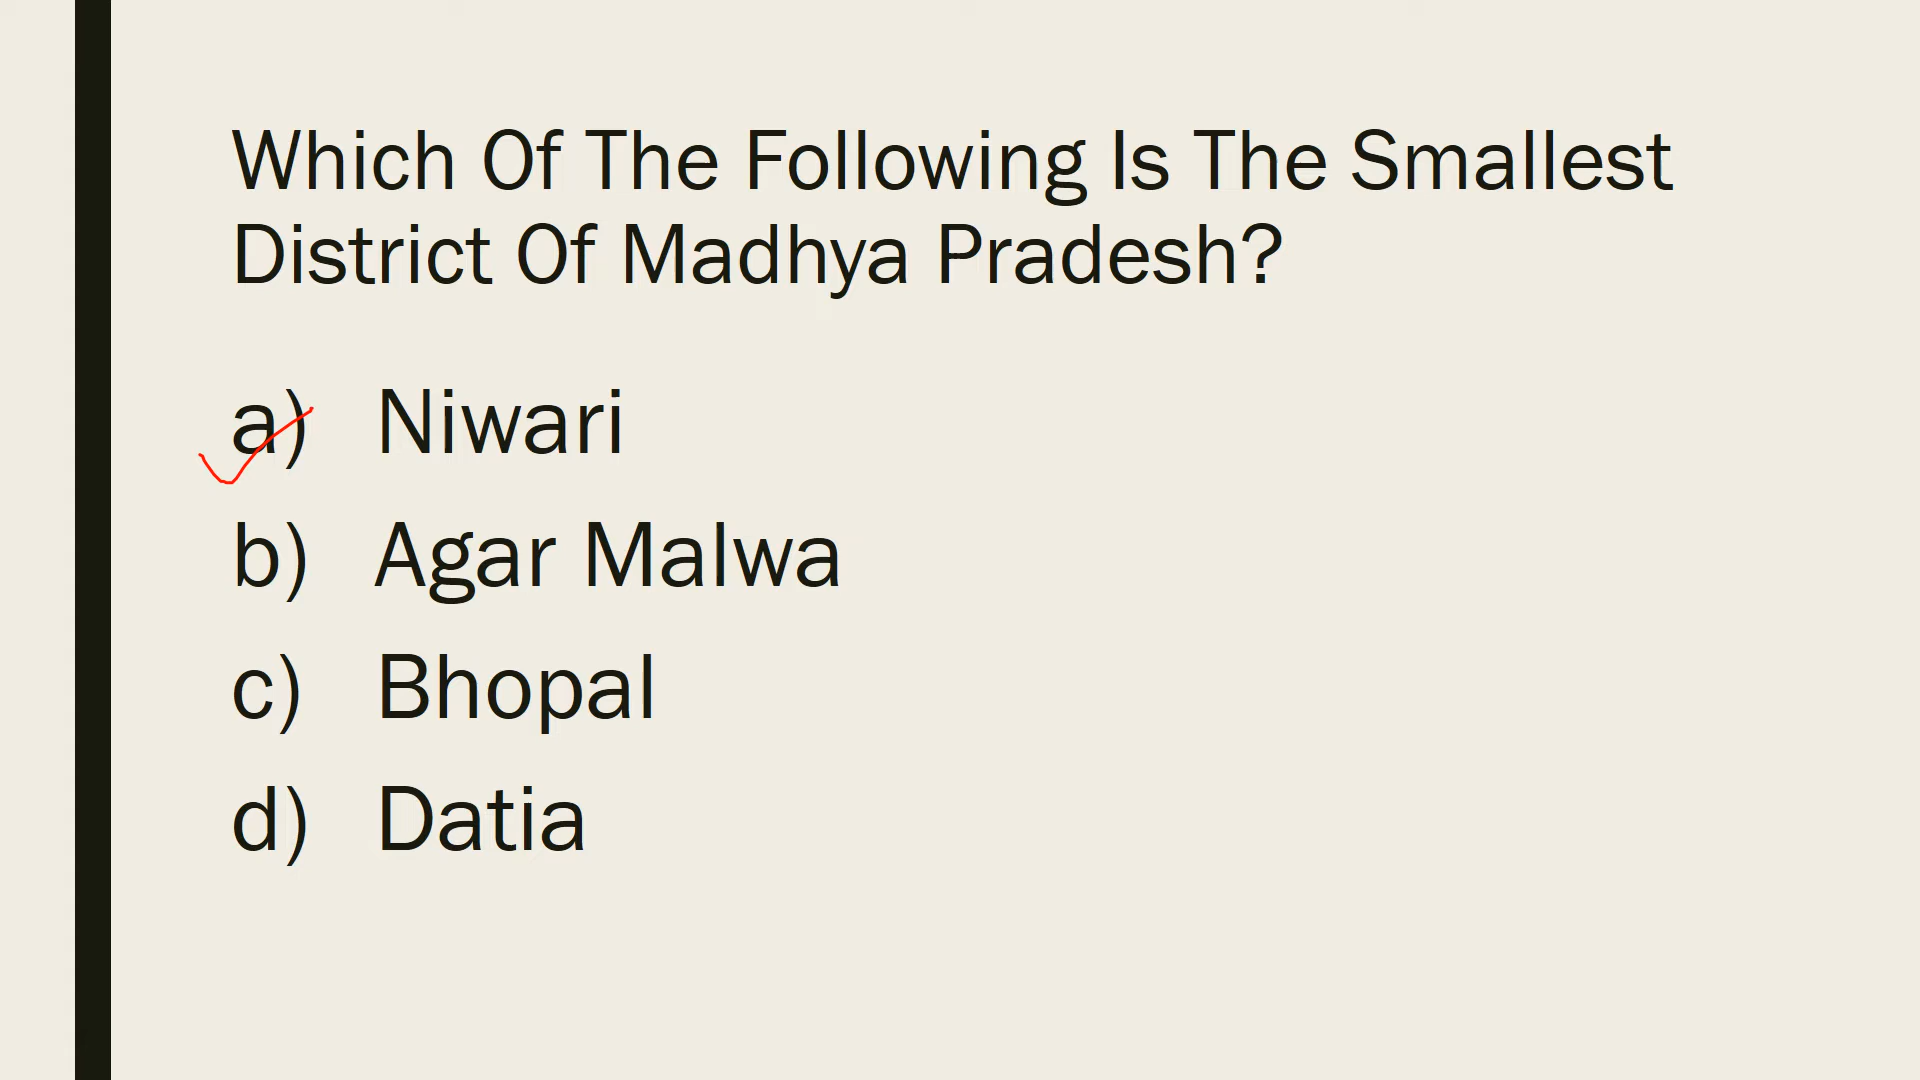 Which Of The Following Is The Smallest
District Of Madhya Pradesh?
a) Niwari
b) Agar Malwa
c) Bhopal
d) Datia